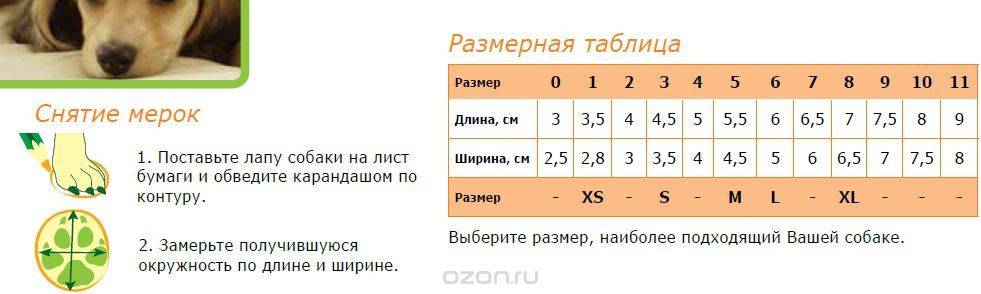 Снятие мерок
1. Поставьте лапу собаки на лист
бумаги и обведите карандашом по
контуру.
2. Замерьте получившуюся
окружность по длине и ширине.
Размерная таблица
Размер 0 1 2 3 4 5 6 7 8 9 10 11
Длина, см 3 3,5 4 4,5 5 5,5 6 6,5 7 7,5 8 9
Ширина, см 2,5 2,8 3 3,5 4 4,5 5 6 6,5 7 7,5 8
Размер - XS - S - M L - XL - - -
Выберите размер, наиболее подходящий Вашей собаке.
ozon.ru